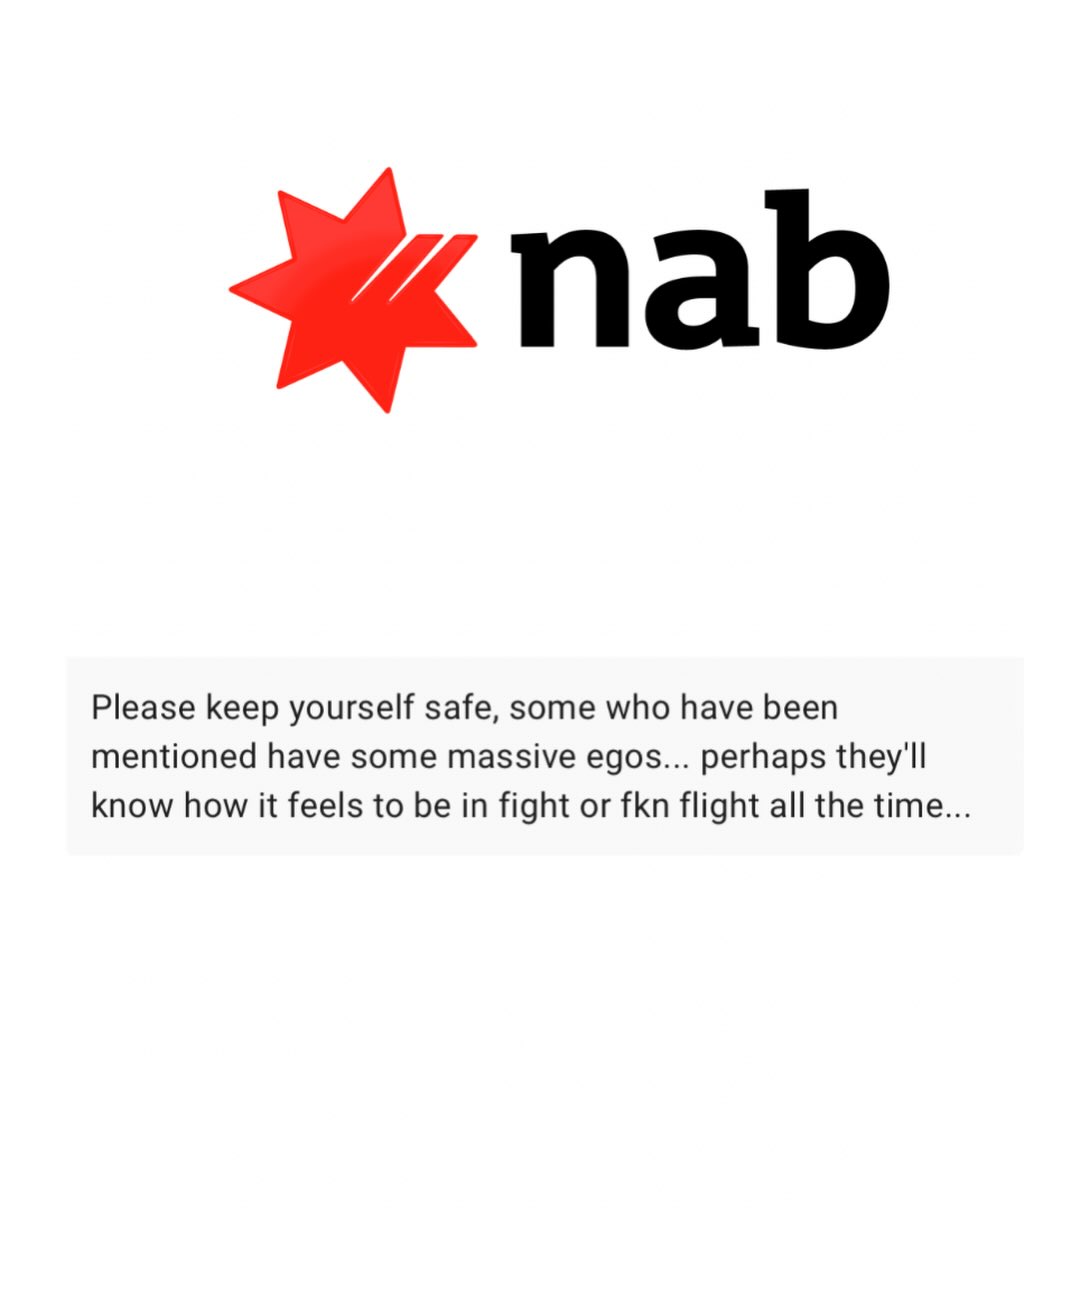 nab
Please keep yourself safe, some who have been
mentioned have some massive egos... perhaps they'll
know how it feels to be in fight or fkn flight all the time...